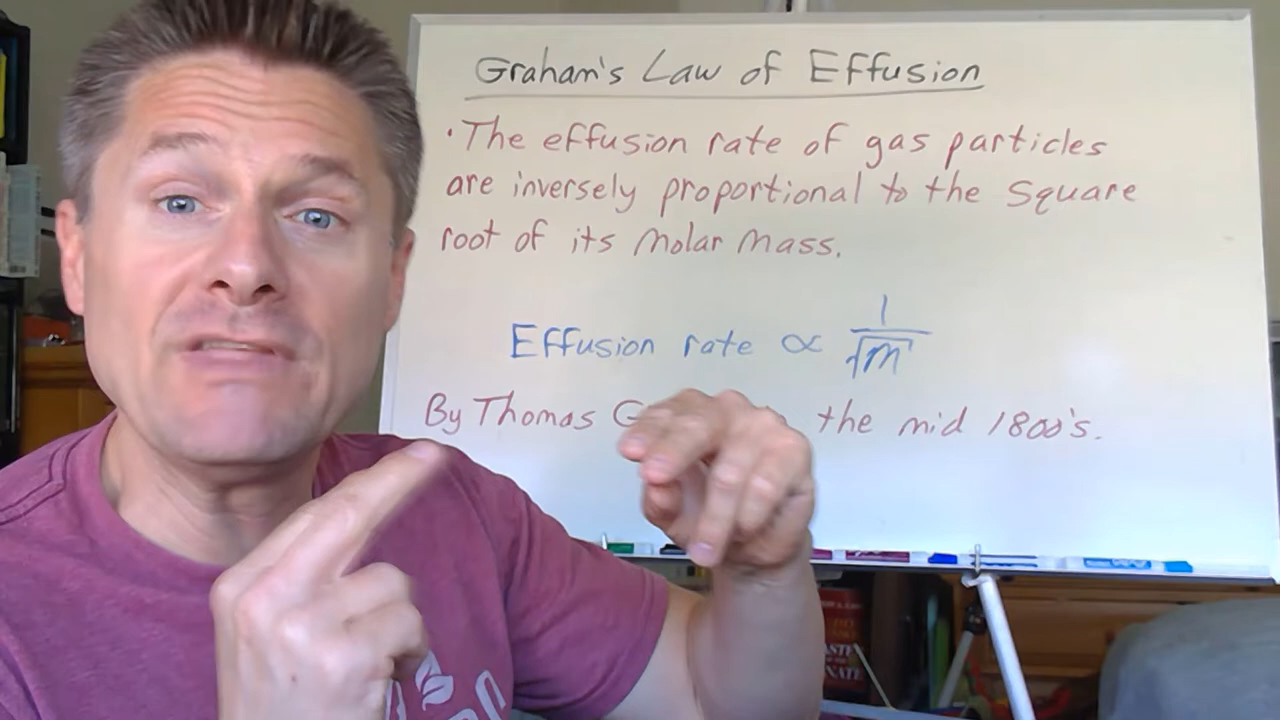 Graham's Law of Effusion
• The effusion rate of gas particles
are inversely proportional to the square
root of its molar mass.
Effusion rate ∝ 1/√m
By Thomas the mid 1800's.